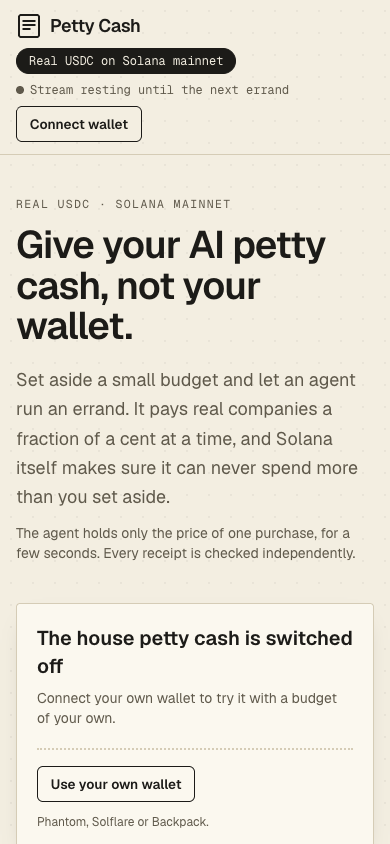 Petty Cash
Real USDC on Solana mainnet
Stream resting until the next errand
Connect wallet
REAL USDC · SOLANA MAINNET
Give your AI petty
cash, not your
wallet.
Set aside a small budget and let an agent
run an errand. It pays real companies a
fraction of a cent at a time, and Solana
itself makes sure it can never spend more
than you set aside.
The agent holds only the price of one purchase, for a
few seconds. Every receipt is checked independently.
The house petty cash is switched
off
Connect your own wallet to try it with a budget
of your own.
Use your own wallet
Phantom, Solflare or Backpack.